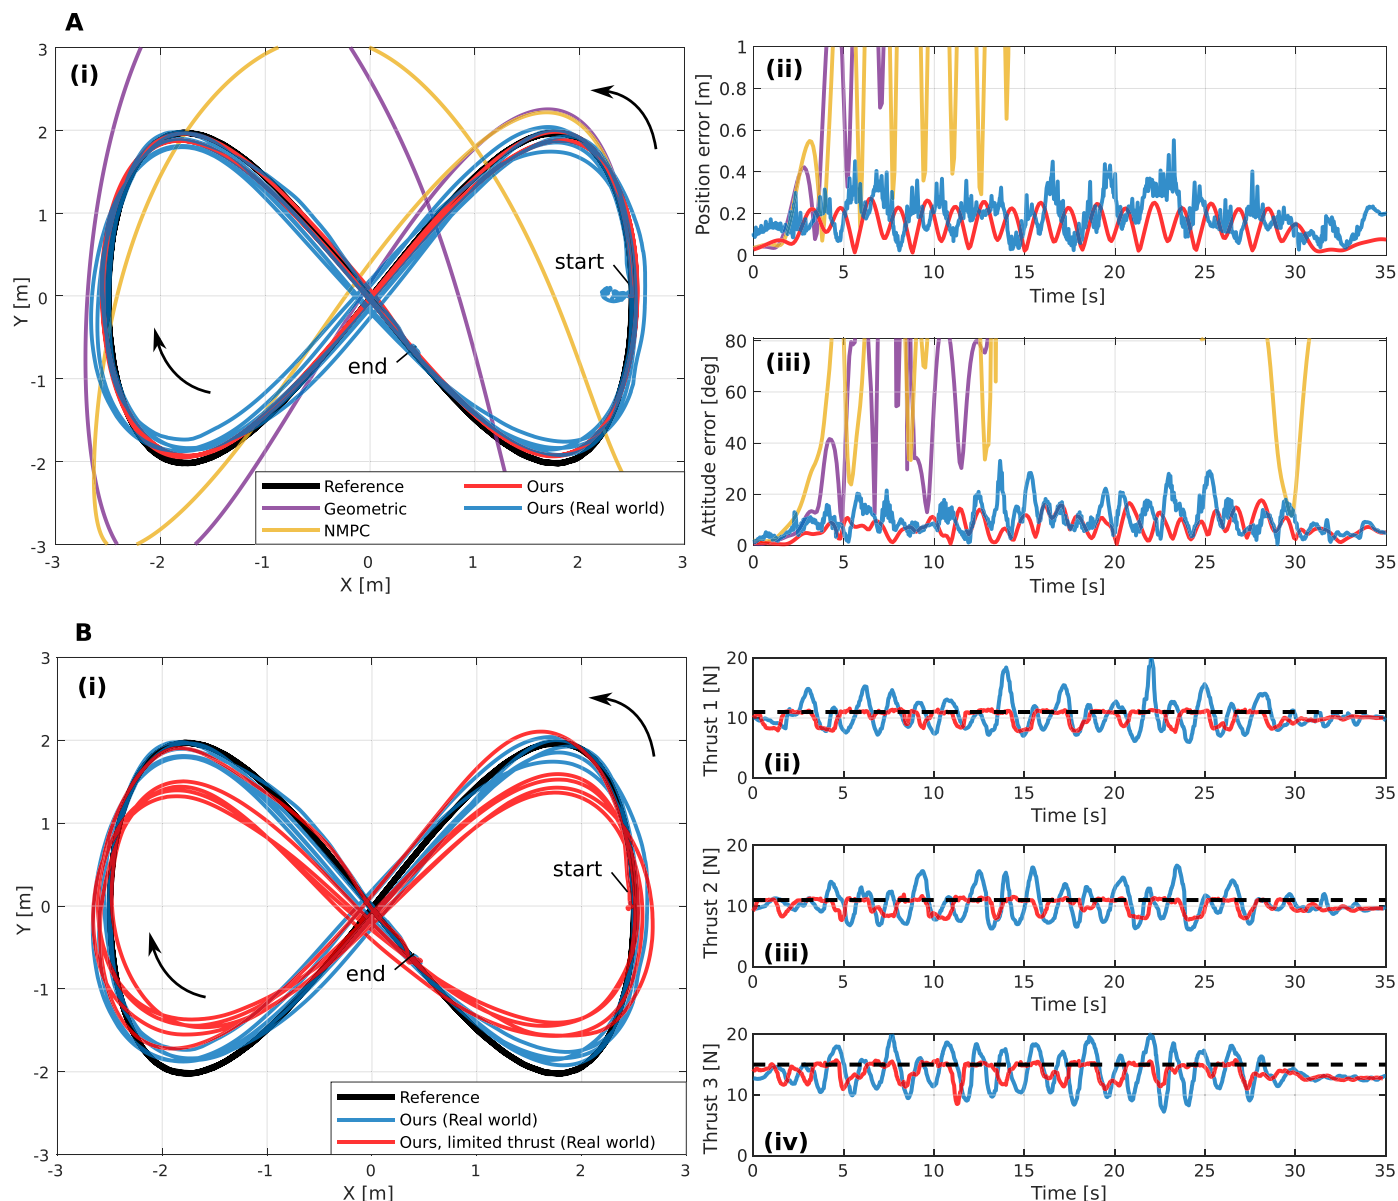 A
(i)
3
2
1
0
-1
-2
-3
Y [m]
start
end
Reference
Geometric
NMPC
Ours
Ours (Real world)
-3 -2 -1 0 1 2 3
X [m]
(ii)
1
0.8
0.6
0.4
0.2
0
Position error [m]
0 5 10 15 20 25 30 35
Time [s]
(iii)
80
60
40
20
0
Attitude error [deg]
0 5 10 15 20 25 30 35
Time [s]
B
(i)
3
2
1
0
-1
-2
-3
Y [m]
start
end
Reference
Ours (Real world)
Ours, limited thrust (Real world)
-3 -2 -1 0 1 2 3
X [m]
(ii)
20
10
0
Thrust 1 [N]
0 5 10 15 20 25 30 35
Time [s]
(iii)
20
10
0
Thrust 2 [N]
0 5 10 15 20 25 30 35
Time [s]
(iv)
20
10
0
Thrust 3 [N]
0 5 10 15 20 25 30 35
Time [s]